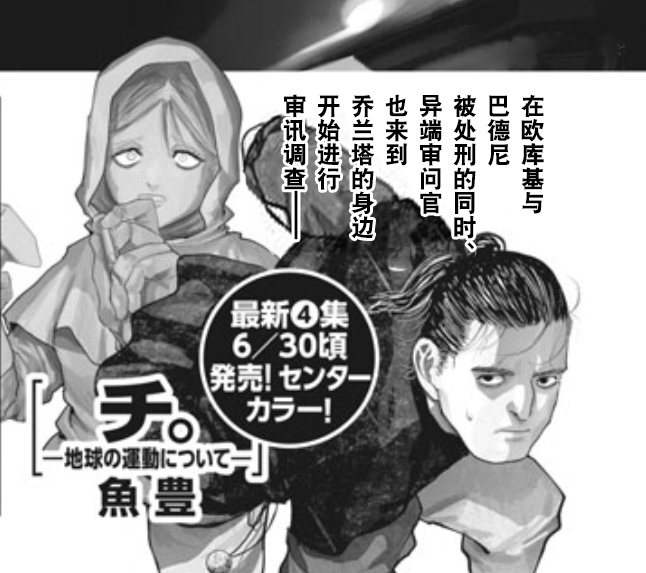 在欧库基与
巴德尼
被处刑的同时、
异端审问官
也来到
乔兰塔的身边
开始进行
审讯调查——
最新❹集
6／30頃
発売！センター
カラー！
『チ。
―地球の運動について―』
魚豊